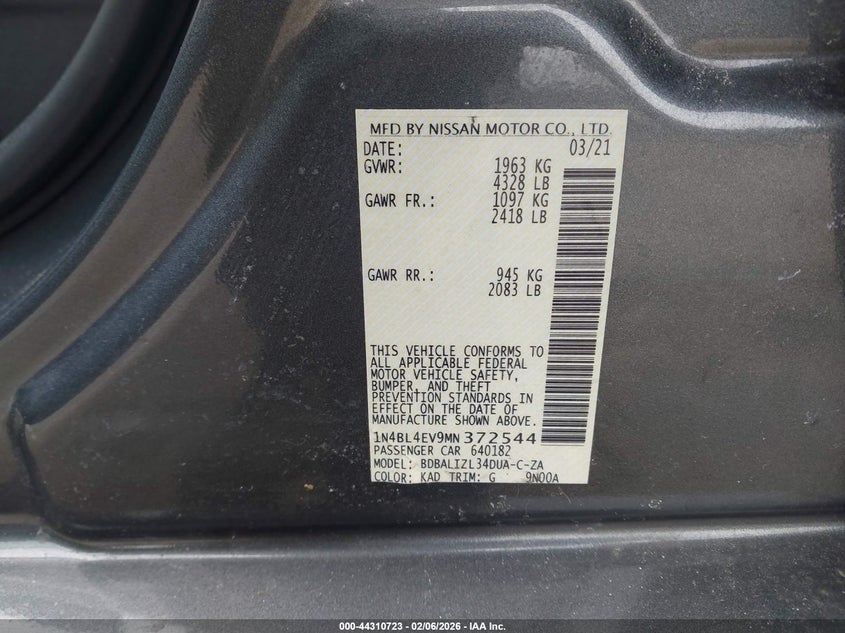 MFD BY NISSAN MOTOR CO., LTD.
DATE: 03/21
GVWR: 1963 KG
4328 LB
GAWR FR.: 1097 KG
2418 LB
GAWR RR.: 945 KG
2083 LB
THIS VEHICLE CONFORMS TO
ALL APPLICABLE FEDERAL
MOTOR VEHICLE SAFETY,
BUMPER, AND THEFT
PREVENTION STANDARDS IN
EFFECT ON THE DATE OF
MANUFACTURE SHOWN ABOVE.
1N4BL4EV9MN372544
PASSENGER CAR 640182
MODEL: BDBALIZL34DUA-C-ZA
COLOR: KAD TRIM: G 9N00A
000-44310723 — 02/06/2026 — IAA Inc.